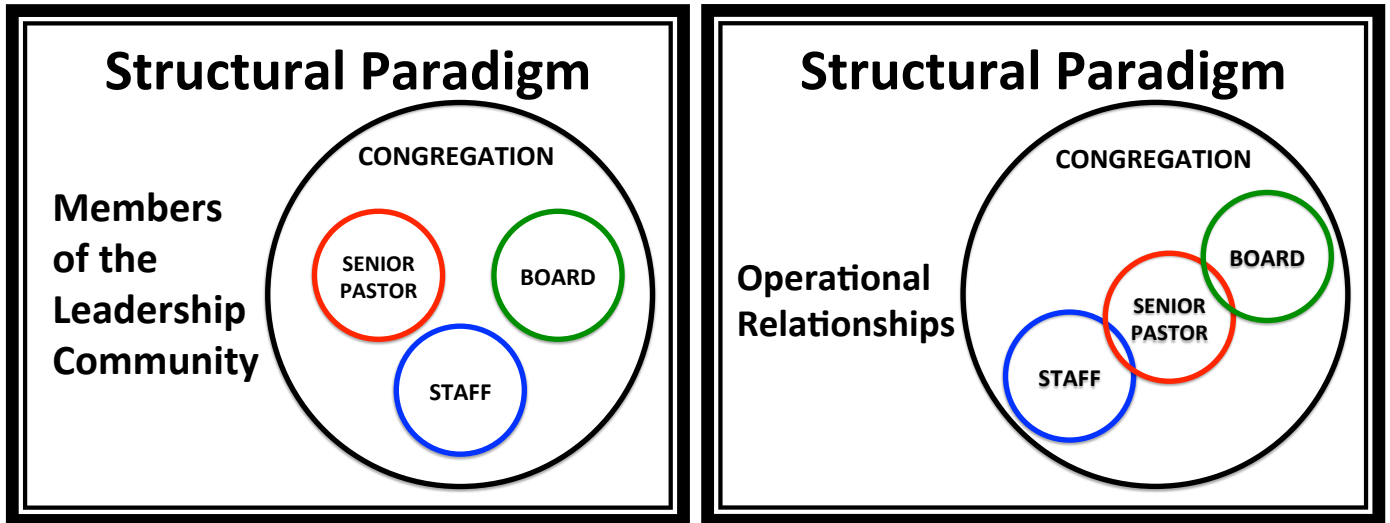 Structural Paradigm
CONGREGATION
Members
of the
Leadership
Community
SENIOR
PASTOR
BOARD
STAFF
Structural Paradigm
CONGREGATION
BOARD
Operational
Relationships
SENIOR
PASTOR
STAFF